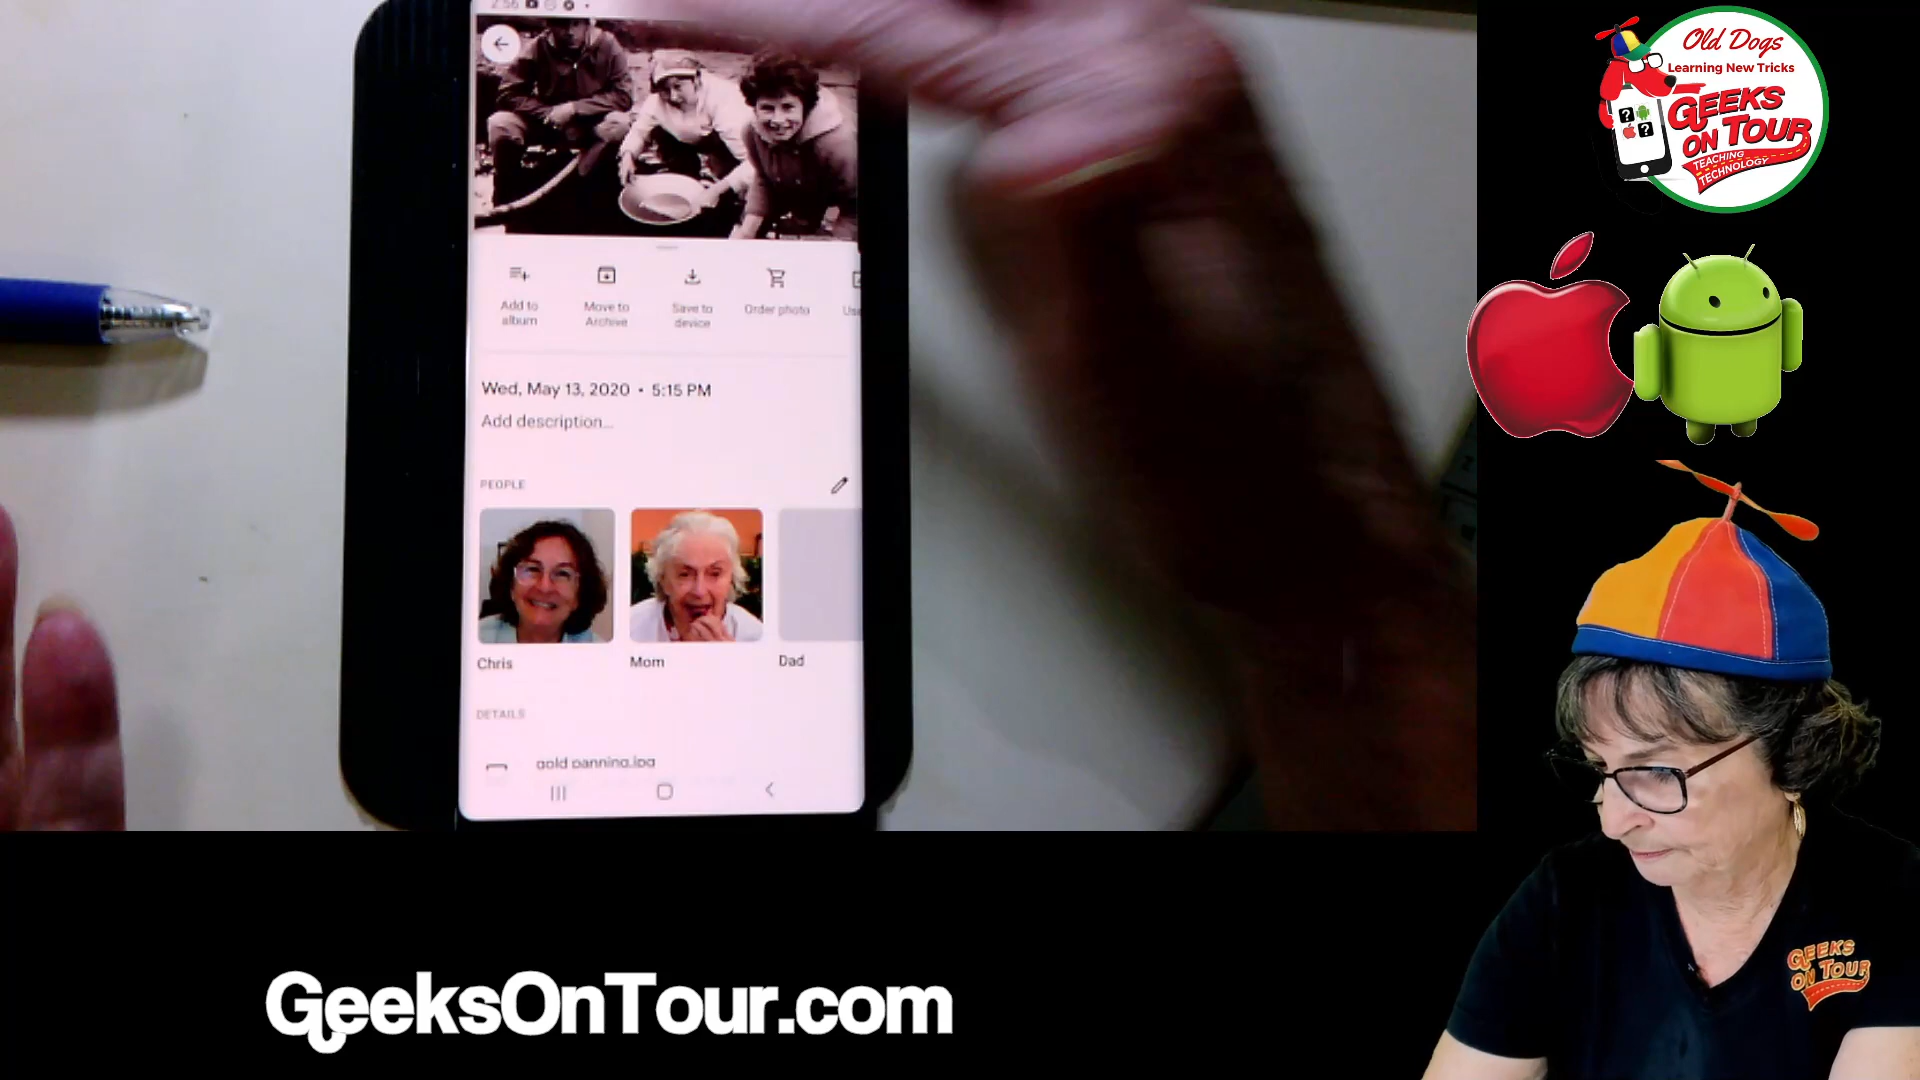 2:56
Add to
album
Move to
Archive
Save to
device
Order photo
Wed, May 13, 2020 • 5:15 PM
Add description...
PEOPLE
Chris
Mom
Dad
DETAILS
gold panning.jpg
Old Dogs
Learning New Tricks
GEEKS
ON TOUR
TEACHING
TECHNOLOGY
GEEKS
ON TOUR
GeeksOnTour.com